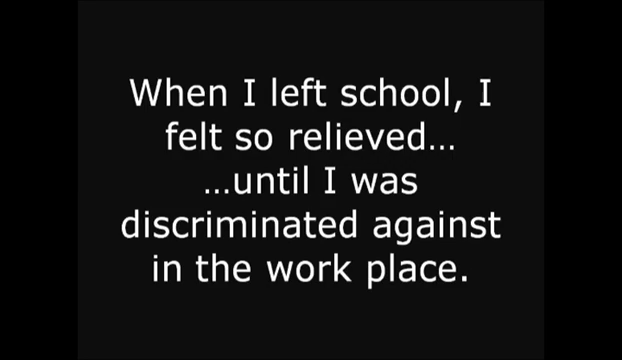 When I left school, I
felt so relieved…
…until I was
discriminated against
in the work place.